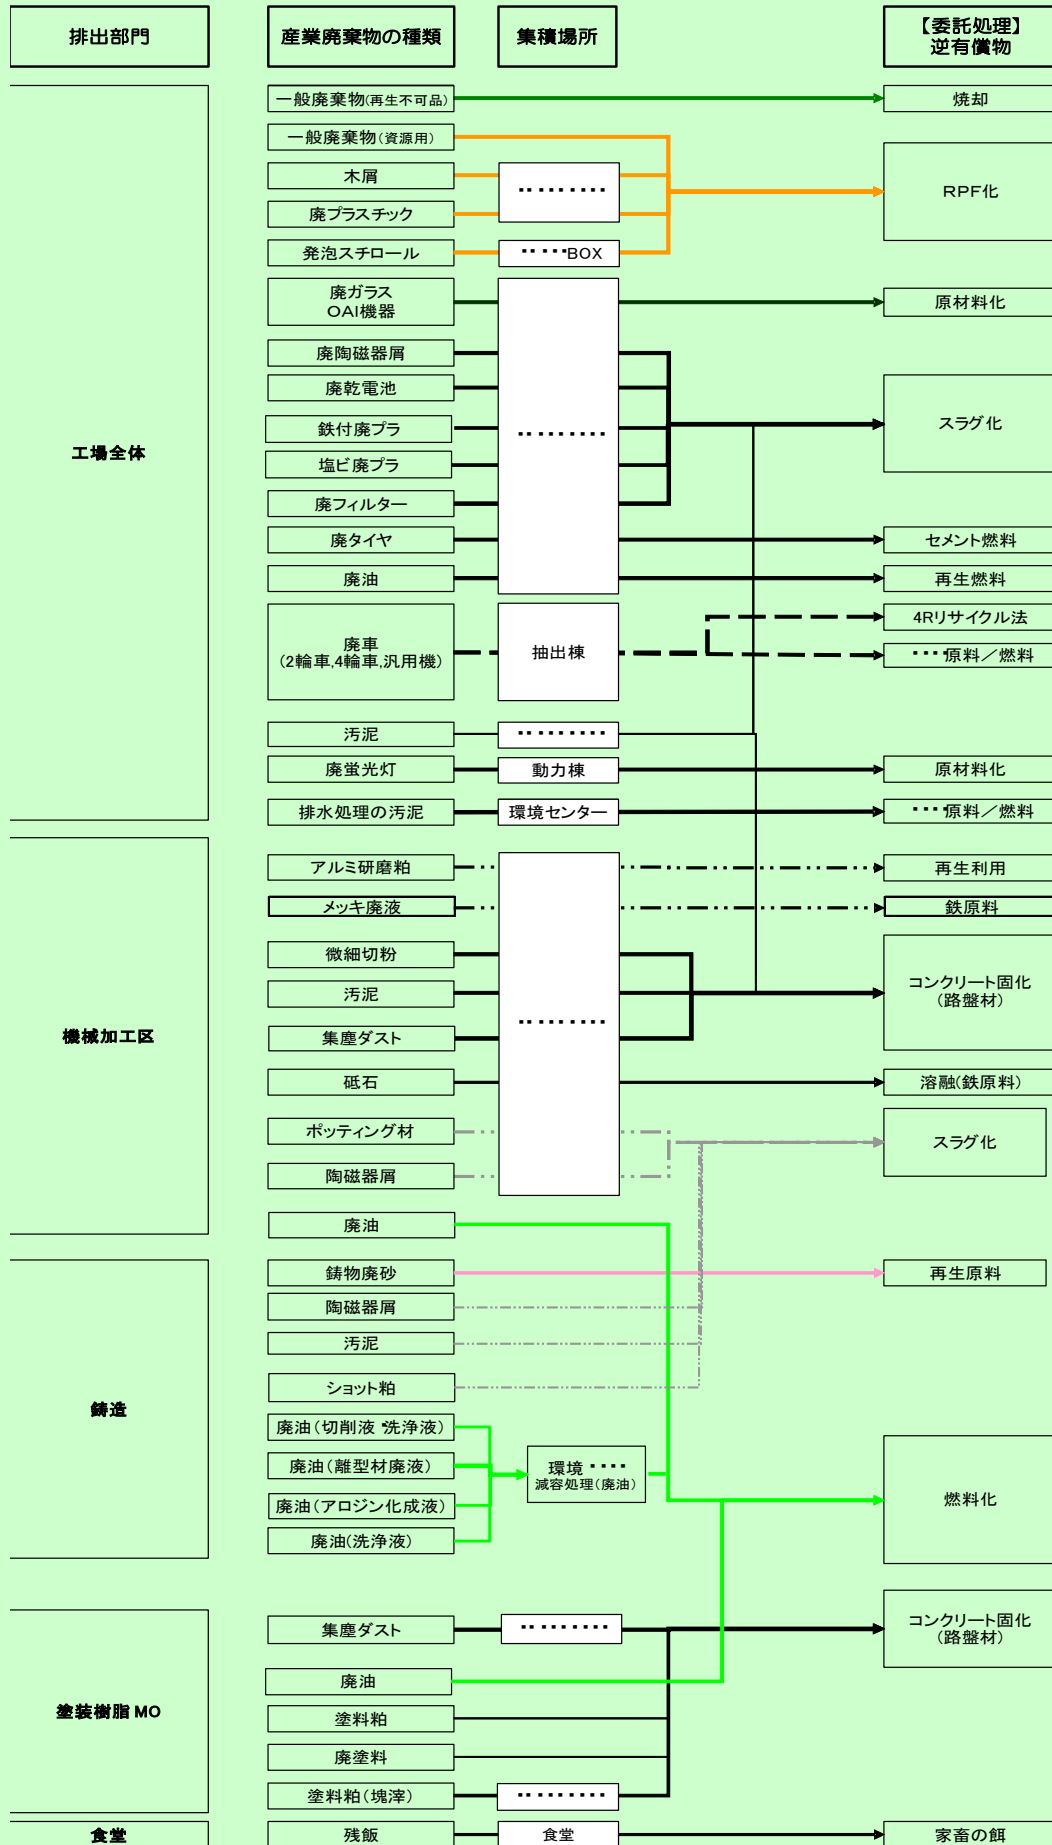 排出部門
産業廃棄物の種類
集積場所
【委託処理】
逆有償物
工場全体
一般廃棄物(再生不可品)
焼却
一般廃棄物(資源用)
木屑
廃プラスチック
‥‥‥‥‥
発泡スチロール
‥‥・BOX
RPF化
廃ガラス
OAI機器
原材料化
廃陶磁器屑
廃乾電池
鉄付廃プラ
塩ビ廃プラ
廃フィルター
‥‥‥‥‥
スラグ化
廃タイヤ
セメント燃料
廃油
再生燃料
廃車
(2輪車,4輪車,汎用機)
抽出棟
4Rリサイクル法
‥‥原料／燃料
汚泥
‥‥‥‥‥
廃蛍光灯
動力棟
原材料化
排水処理の汚泥
環境センター
‥‥原料／燃料
機械加工区
アルミ研磨粕
再生利用
メッキ廃液
鉄原料
微細切粉
汚泥
集塵ダスト
‥‥‥‥‥
コンクリート固化
(路盤材)
砥石
溶融(鉄原料)
ポッティング材
陶磁器屑
スラグ化
廃油
鋳造
鋳物廃砂
再生原料
陶磁器屑
汚泥
ショット粕
廃油(切削液・洗浄液)
廃油(離型材廃液)
廃油(アロジン化成液)
廃油(洗浄液)
環境‥‥
減容処理(廃油)
燃料化
塗装樹脂MO
集塵ダスト
‥‥‥‥‥
コンクリート固化
(路盤材)
廃油
塗料粕
廃塗料
塗料粕(塊滓)
‥‥‥‥‥
食堂
残飯
食堂
家畜の餌